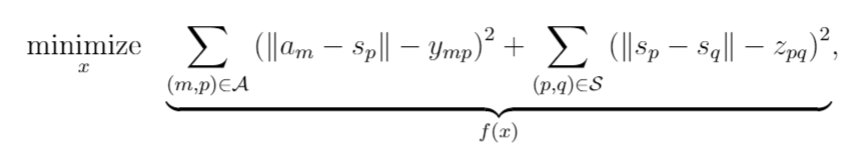 minimize ∑ (‖a_m − s_p‖ − y_{mp})² + ∑ (‖s_p − s_q‖ − z_{pq})²,
x (m,p)∈𝒜 (p,q)∈𝒮
f(x)